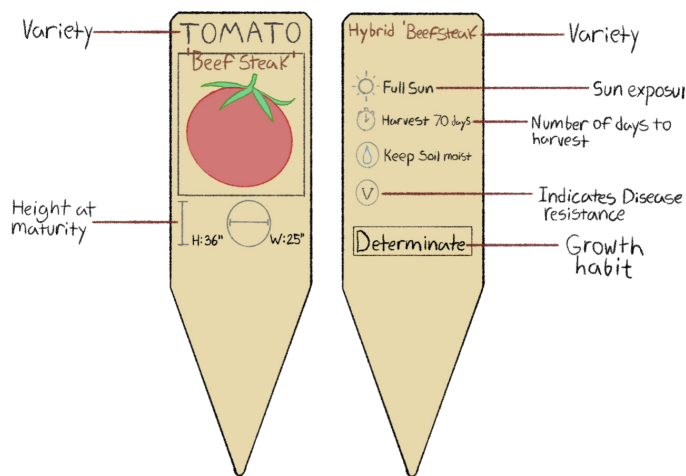 Variety
TOMATO
'Beef Steak'
Height at
maturity
H:36"
W:25"
Hybrid 'Beefsteak'
Variety
Full Sun
Sun exposur
Harvest 70 days
Number of days to
harvest
Keep Soil moist
V
Indicates Disease
resistance
Determinate
Growth
habit